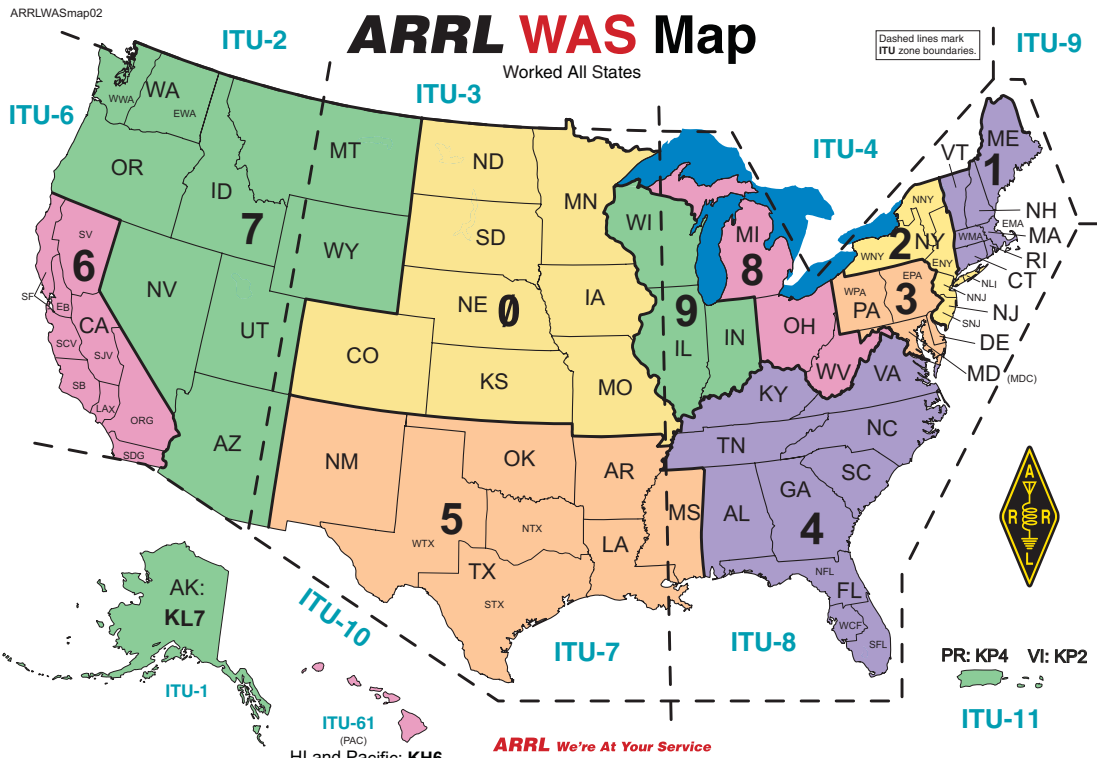 ARRLWASmap02
ARRL WAS Map
Worked All States
Dashed lines mark
ITU zone boundaries.
ITU-2
ITU-3
ITU-9
ITU-6
ITU-4
WWA
WA
EWA
OR
ID
MT
7
WY
NV
UT
AZ
SV
6
SF
EB
CA
SCV
SJV
SB
LAX
ORG
SDG
ND
MN
SD
NE
0
IA
CO
KS
MO
WI
9
IL
IN
MI
8
OH
WV
ME
1
VT
NH
EMA
MA
WMA
RI
CT
NNY
2
NY
WNY
ENY
NLI
NNJ
NJ
SNJ
EPA
WPA
PA
3
DE
MD (MDC)
KY
VA
TN
NC
SC
GA
AL
4
NFL
FL
WCF
SFL
NM
OK
AR
5
NTX
WTX
LA
MS
TX
STX
AK:
KL7
ITU-1
ITU-10
ITU-7
ITU-8
ITU-61
(PAC)
HI and Pacific: KH6
ARRL We're At Your Service
A
R R
L
PR: KP4 VI: KP2
ITU-11